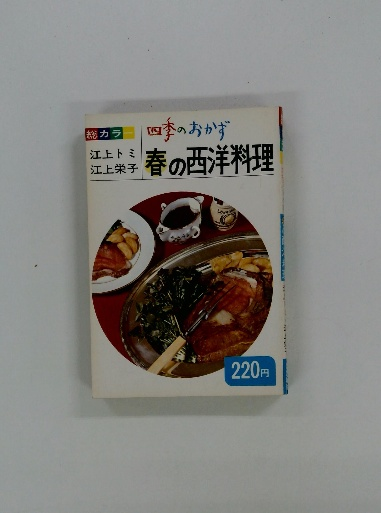 総カラー
四季のおかず
江上トミ
江上栄子
春の西洋料理
220円